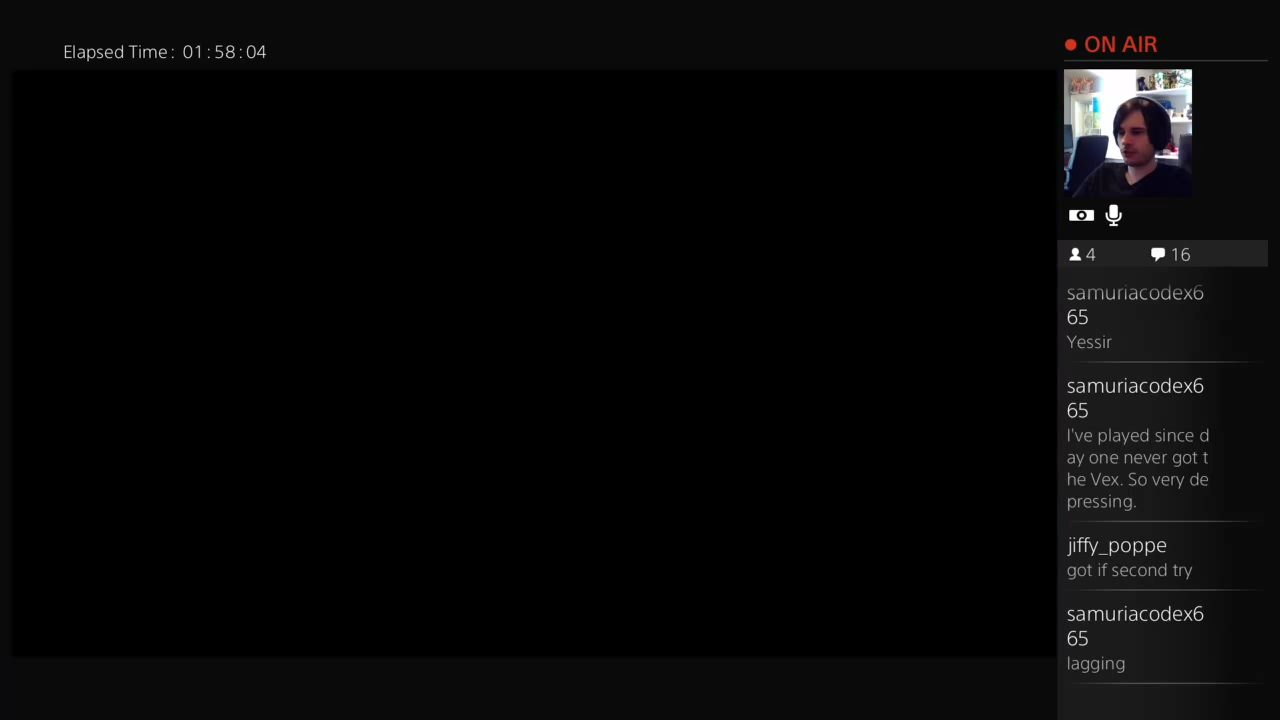 Elapsed Time: 01:58:04
ON AIR
4 16
samuriacodex6
65
Yessir
samuriacodex6
65
I've played since d
ay one never got t
he Vex. So very de
pressing.
jiffy_poppe
got if second try
samuriacodex6
65
lagging